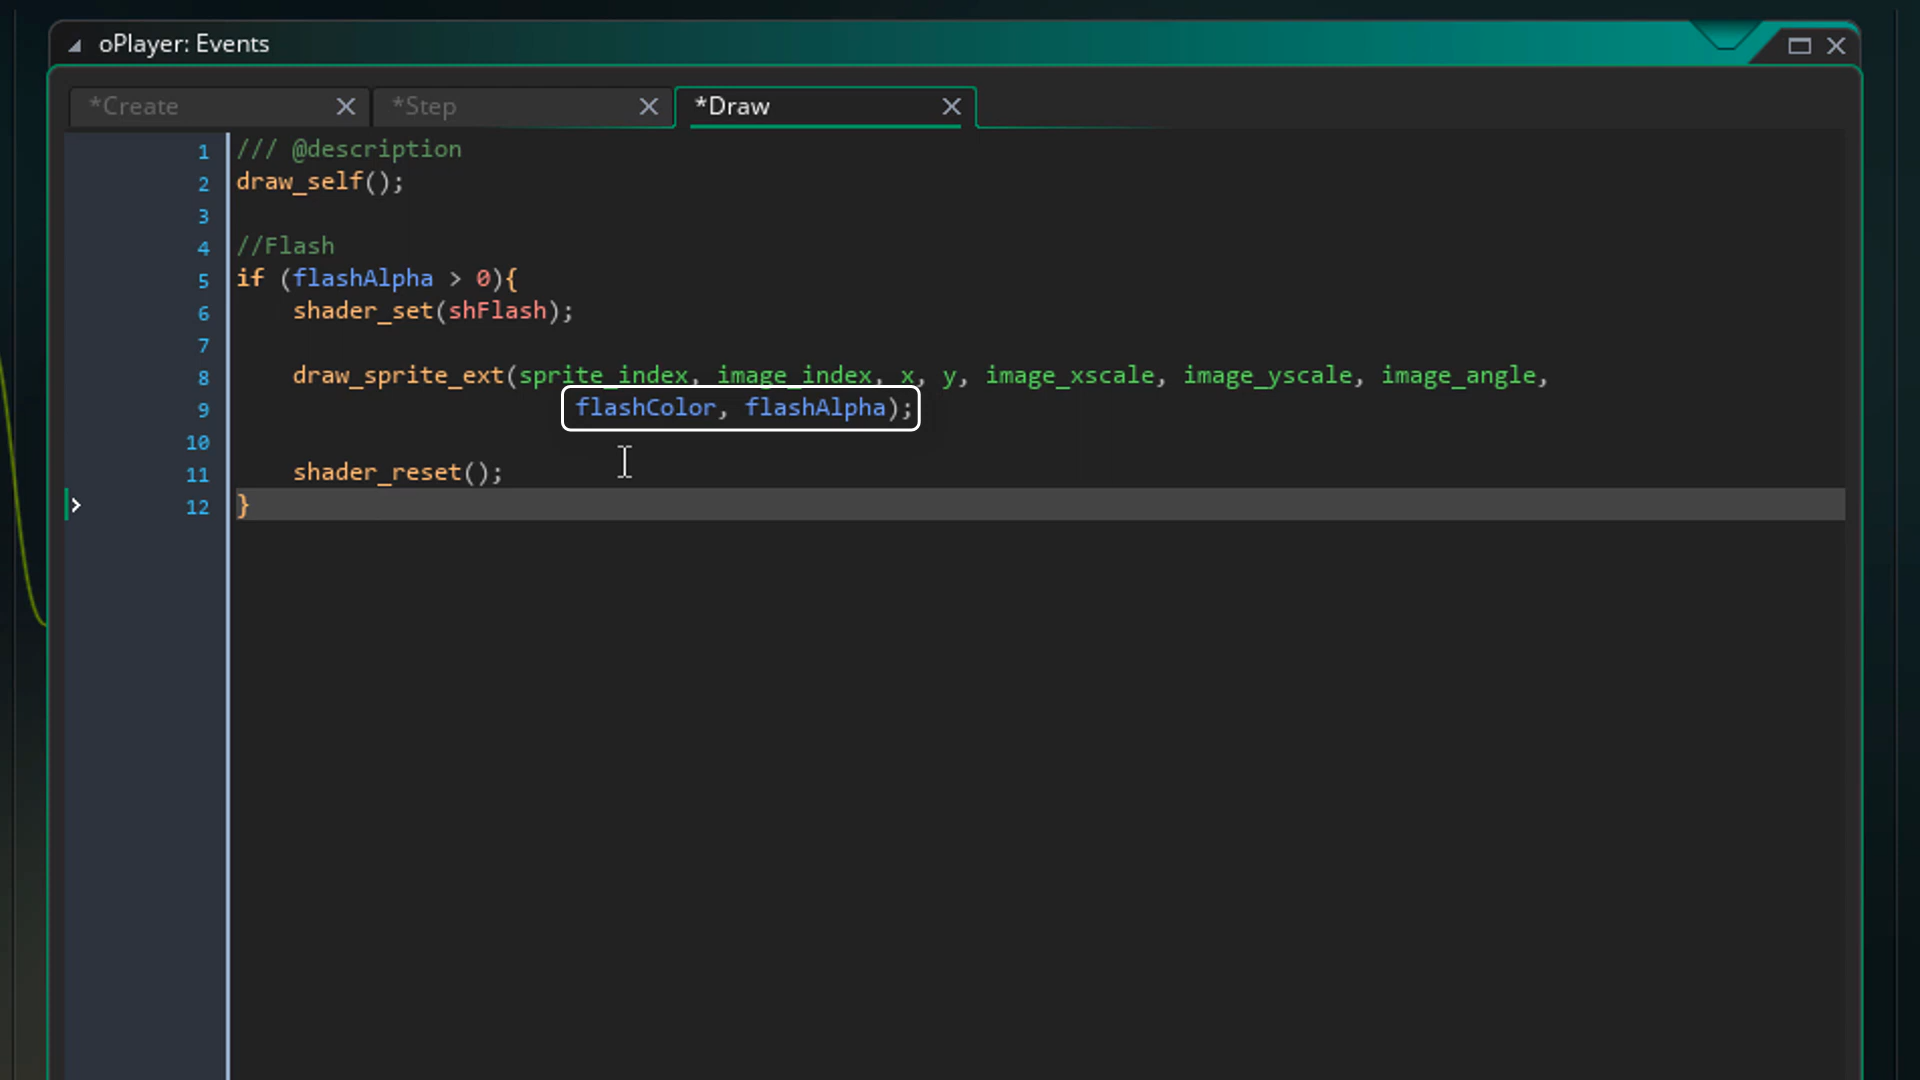 oPlayer: Events
*Create *Step *Draw
1 /// @description
2 draw_self();
3
4 //Flash
5 if (flashAlpha > 0){
6 shader_set(shFlash);
7
8 draw_sprite_ext(sprite_index, image_index, x, y, image_xscale, image_yscale, image_angle,
9 flashColor, flashAlpha);
10
11 shader_reset();
12 }